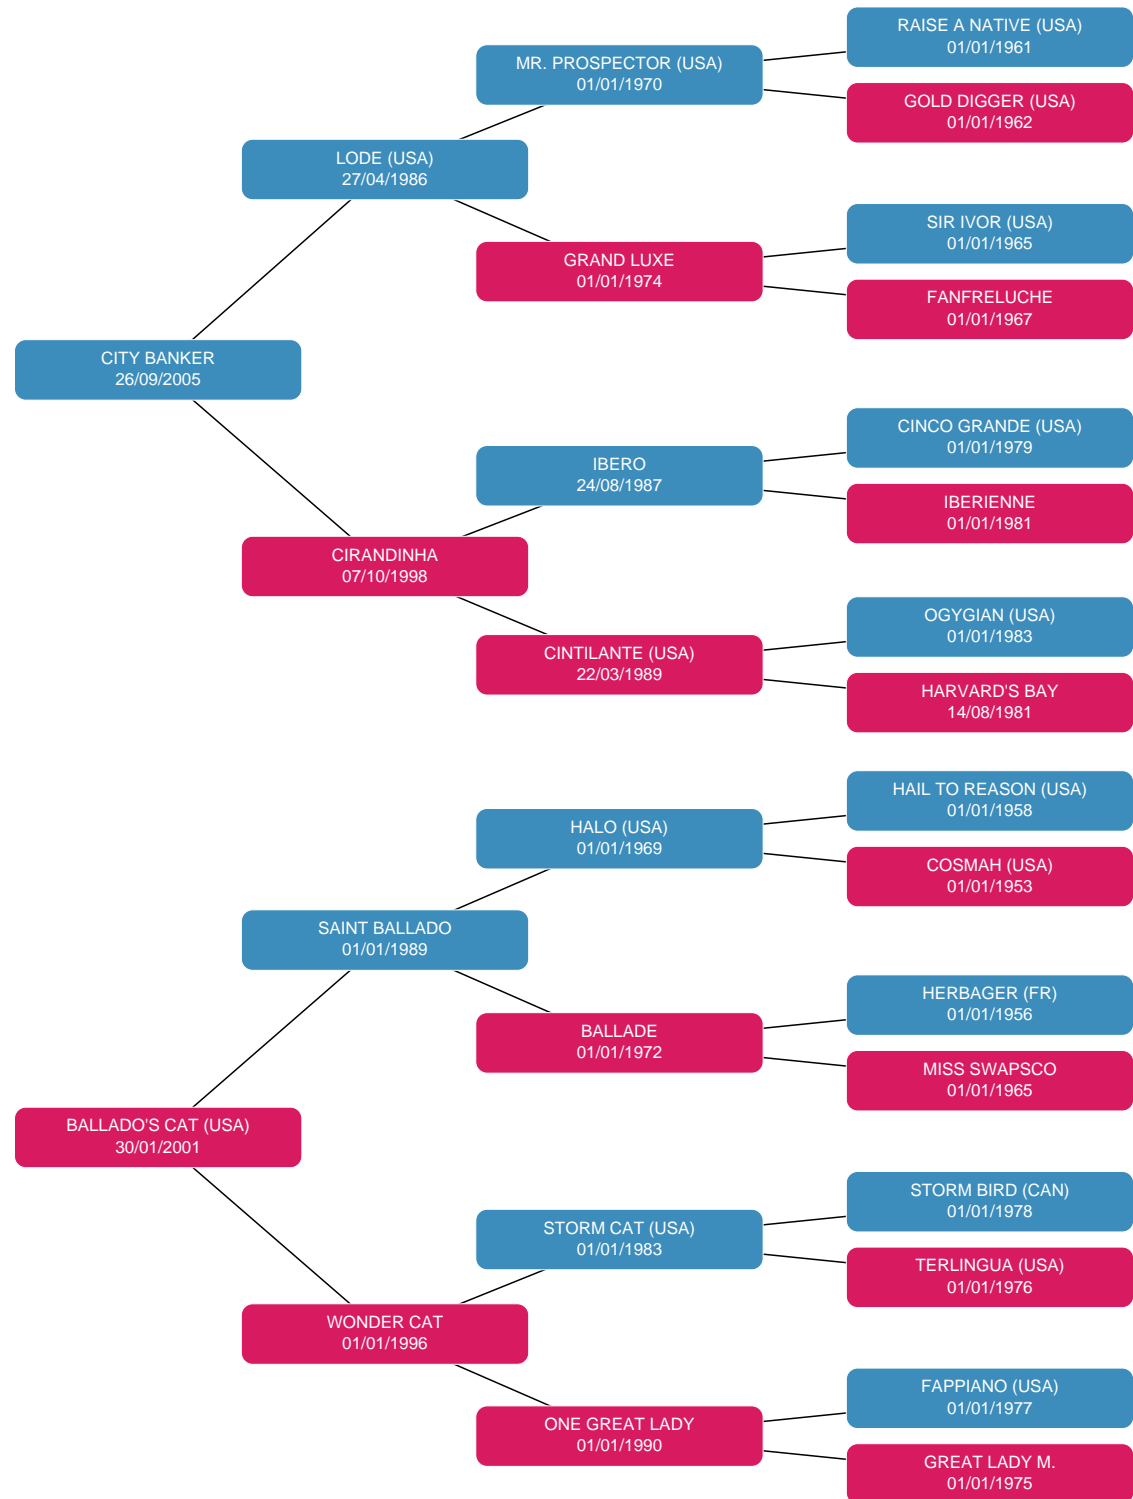 RAISE A NATIVE (USA)
01/01/1961
MR. PROSPECTOR (USA)
01/01/1970
GOLD DIGGER (USA)
01/01/1962
LODE (USA)
27/04/1986
SIR IVOR (USA)
01/01/1965
GRAND LUXE
01/01/1974
FANFRELUCHE
01/01/1967
CITY BANKER
26/09/2005
CINCO GRANDE (USA)
01/01/1979
IBERO
24/08/1987
IBERIENNE
01/01/1981
CIRANDINHA
07/10/1998
OGYGIAN (USA)
01/01/1983
CINTILANTE (USA)
22/03/1989
HARVARD'S BAY
14/08/1981
HAIL TO REASON (USA)
01/01/1958
HALO (USA)
01/01/1969
COSMAH (USA)
01/01/1953
SAINT BALLADO
01/01/1989
HERBAGER (FR)
01/01/1956
BALLADE
01/01/1972
MISS SWAPSCO
01/01/1965
BALLADO'S CAT (USA)
30/01/2001
STORM BIRD (CAN)
01/01/1978
STORM CAT (USA)
01/01/1983
TERLINGUA (USA)
01/01/1976
WONDER CAT
01/01/1996
FAPPIANO (USA)
01/01/1977
ONE GREAT LADY
01/01/1990
GREAT LADY M.
01/01/1975